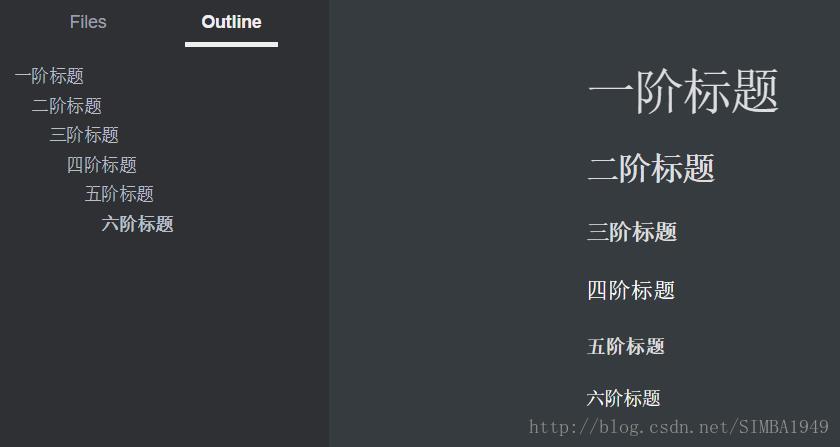 Files Outline
一阶标题
二阶标题
三阶标题
四阶标题
五阶标题
六阶标题
一阶标题
二阶标题
三阶标题
四阶标题
五阶标题
六阶标题
http://blog.csdn.net/SIMBA1949